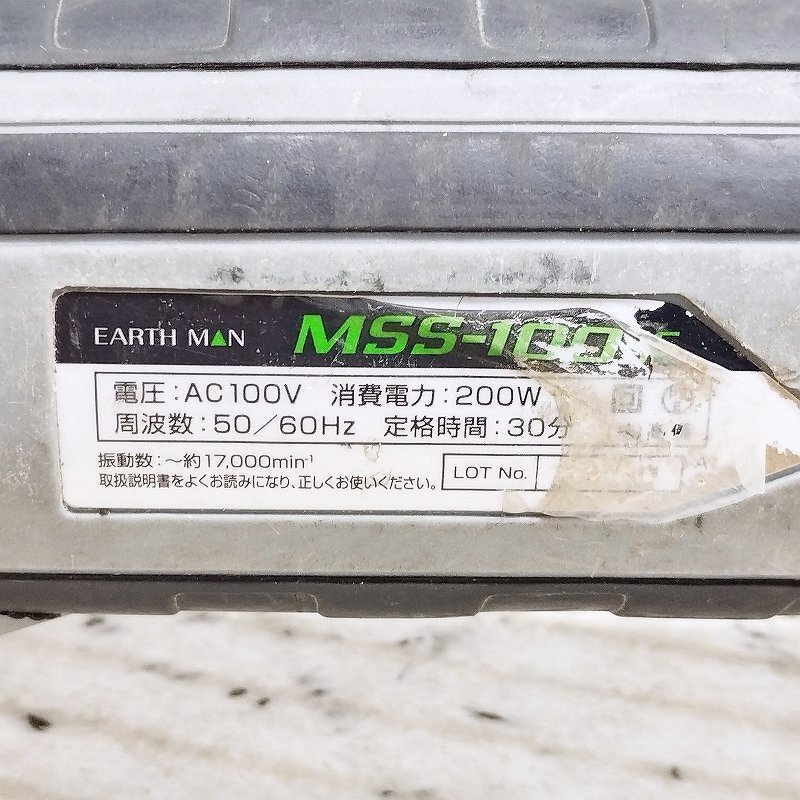 EARTH MAN MSS-100
電圧：AC100V 消費電力：200W
周波数：50／60Hz 定格時間：30分
振動数：～約17,000min⁻¹
取扱説明書をよくお読みになり、正しくお使いください。
LOT No.